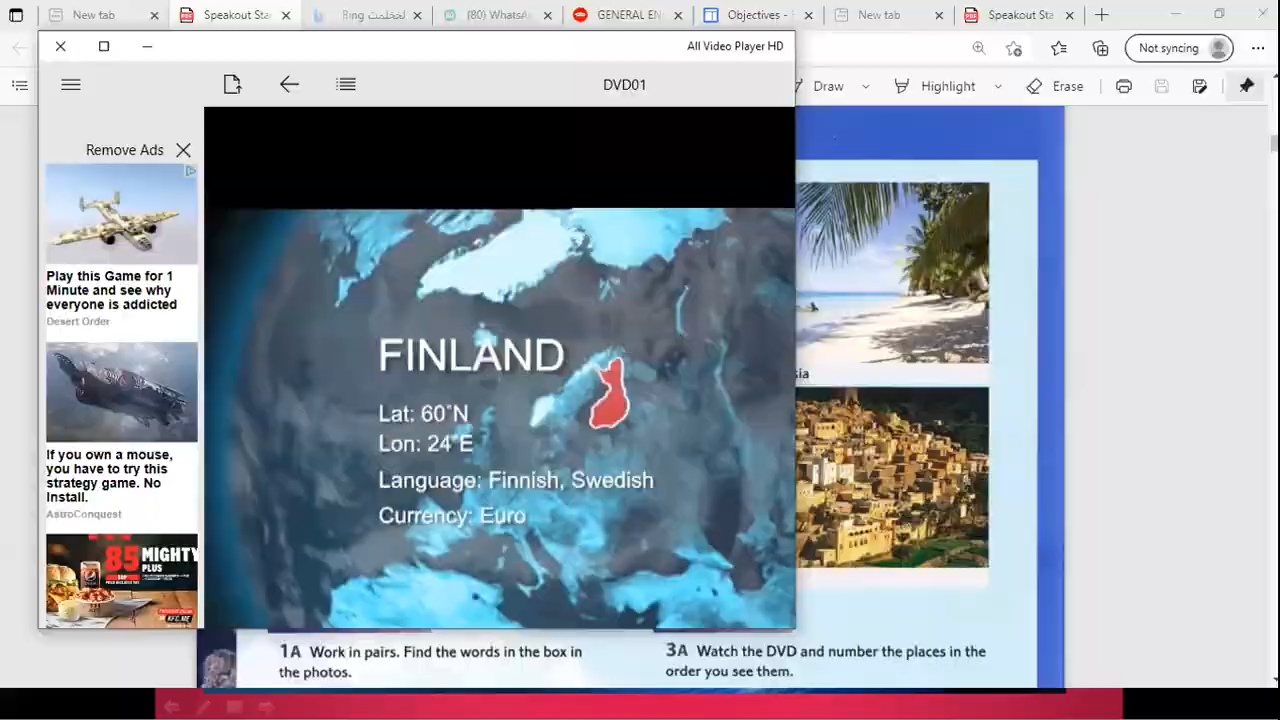 New tab
Speakout Sta
Bing لخلجلمت
(80) WhatsA
GENERAL EN
Objectives -
New tab
Speakout Sta
All Video Player HD
Not syncing
DVD01
Draw
Highlight
Erase
Remove Ads
Play this Game for 1
Minute and see why
everyone is addicted
Desert Order
If you own a mouse,
you have to try this
strategy game. No
Install.
AstroConquest
85 MIGHTY
PLUS
FINLAND
Lat: 60°N
Lon: 24°E
Language: Finnish, Swedish
Currency: Euro
sia
1A Work in pairs. Find the words in the box in
the photos.
3A Watch the DVD and number the places in the
order you see them.